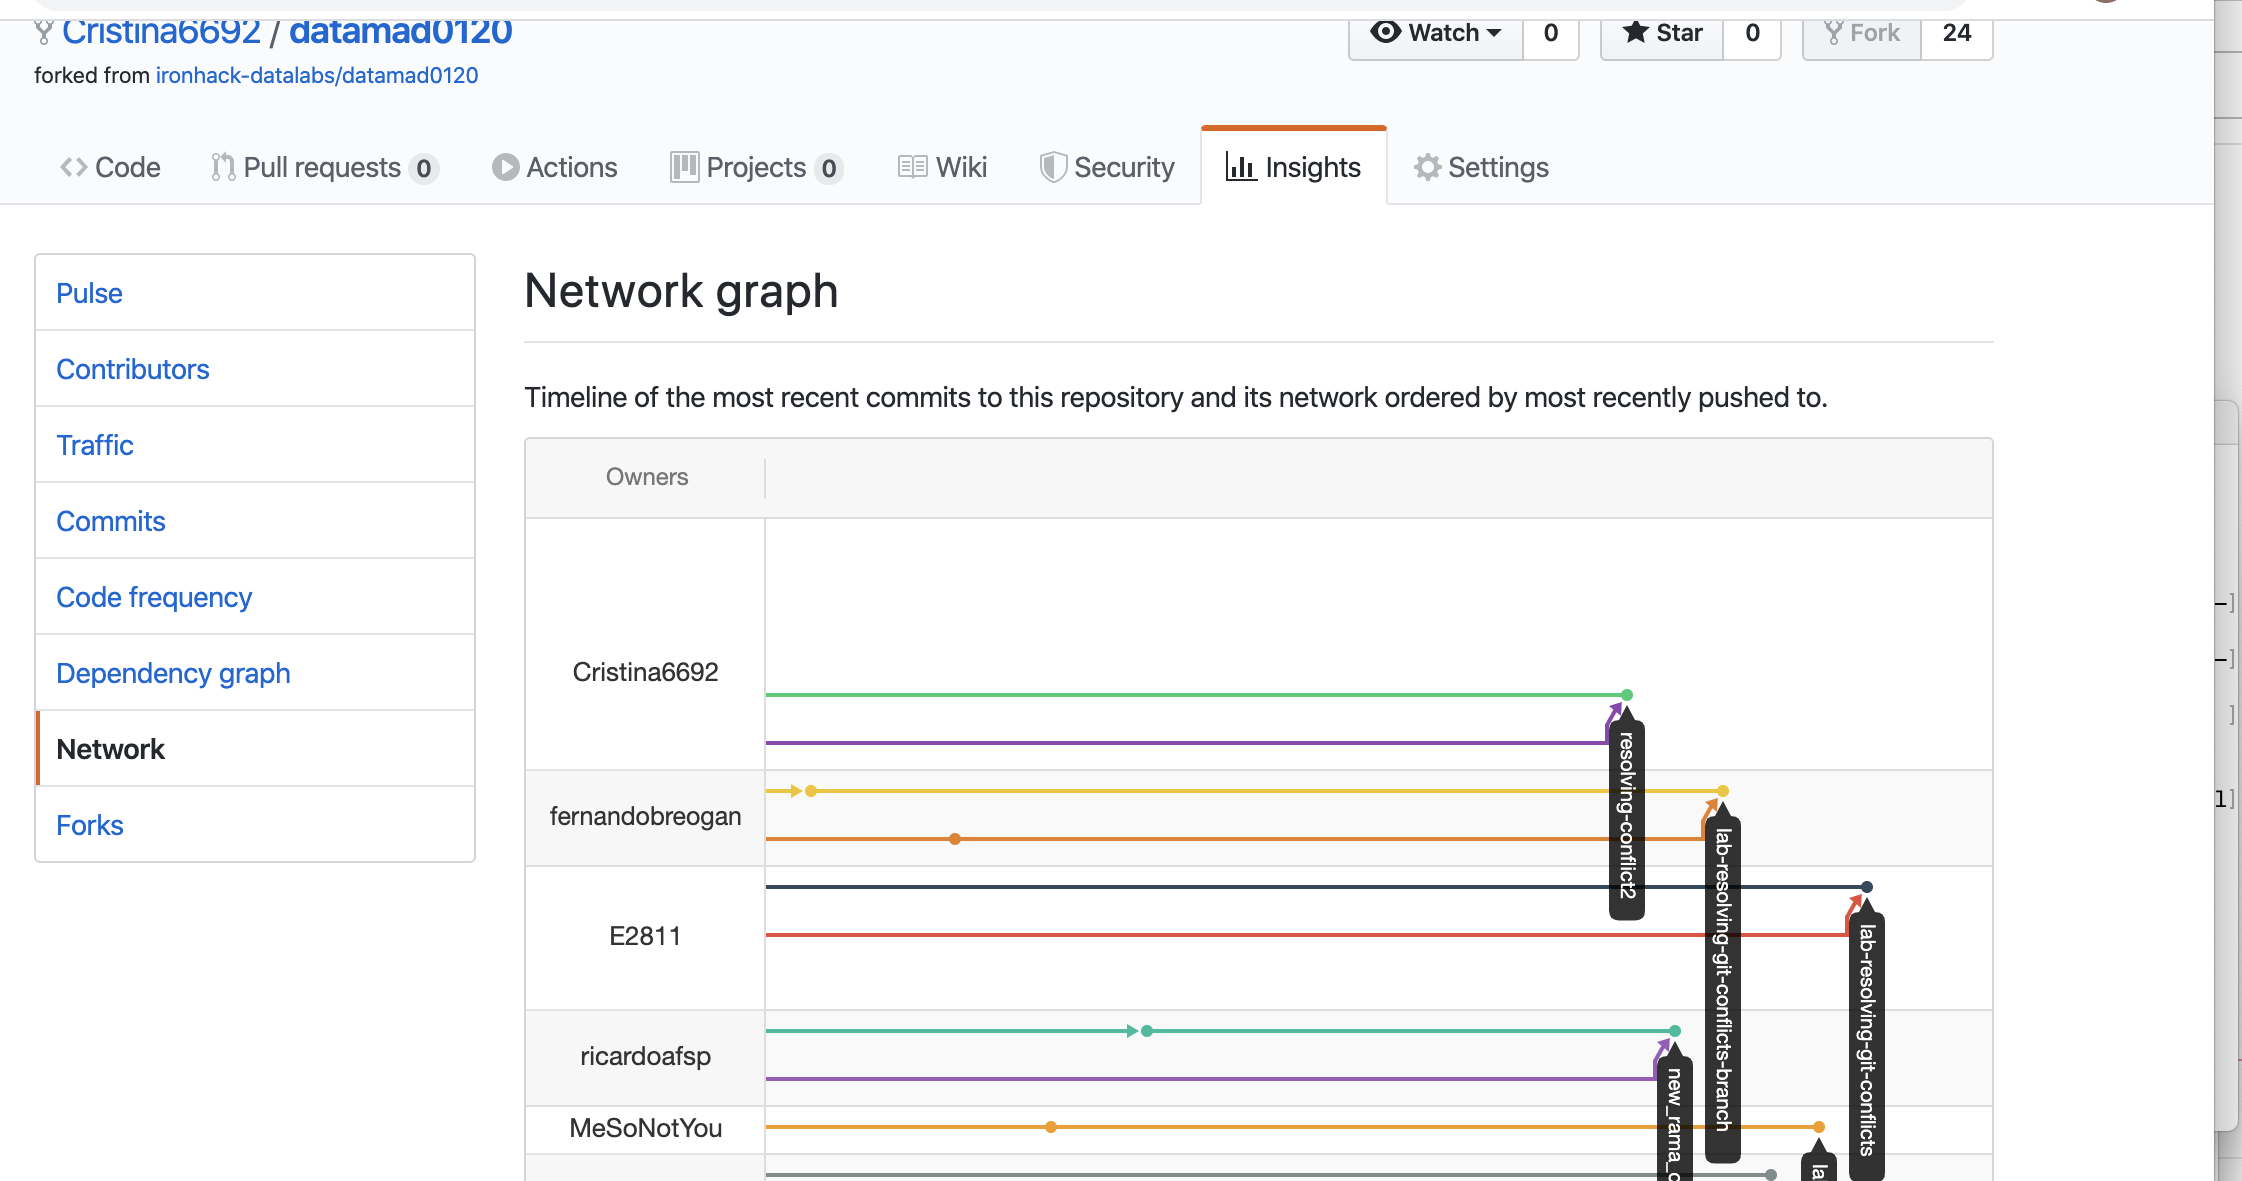 Cristina6692 / datamad0120
Watch 0 Star 0 Fork 24
forked from ironhack-datalabs/datamad0120
Code Pull requests 0 Actions Projects 0 Wiki Security Insights Settings
Pulse
Contributors
Traffic
Commits
Code frequency
Dependency graph
Network
Forks
Network graph
Timeline of the most recent commits to this repository and its network ordered by most recently pushed to.
Owners
Cristina6692
fernandobreogan
E2811
ricardoafsp
MeSoNotYou
resolving-conflict2
lab-resolving-git-conflicts-branch
lab-resolving-git-conflicts
new_rama_c
la
—]
—]
]
1]